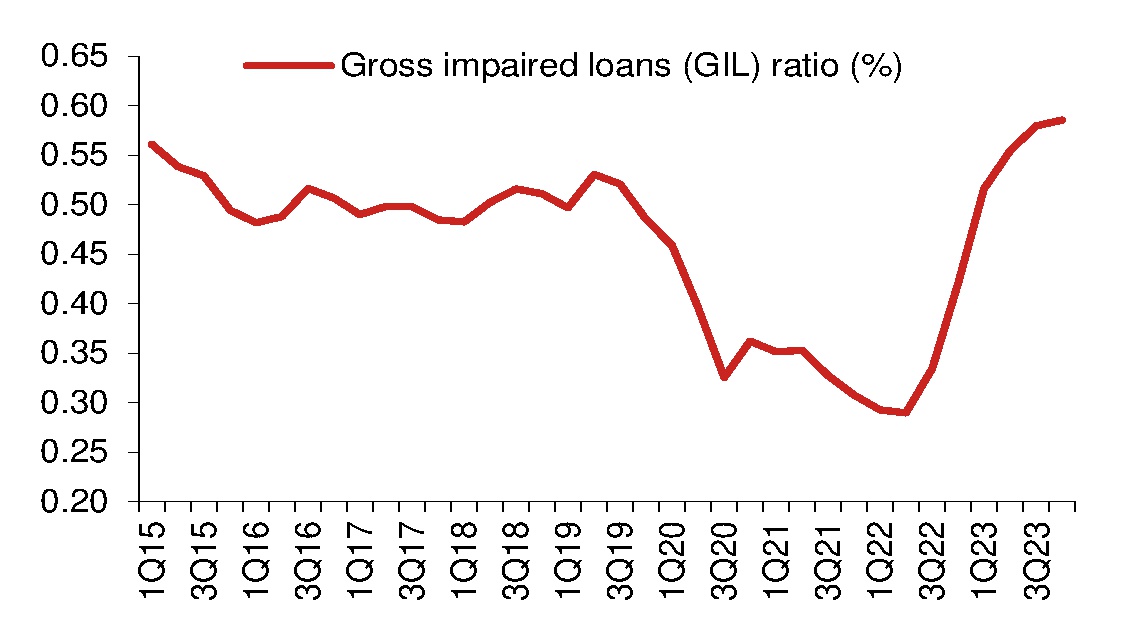 Gross impaired loans (GIL) ratio (%)
0.65
0.60
0.55
0.50
0.45
0.40
0.35
0.30
0.25
0.20
1Q15
3Q15
1Q16
3Q16
1Q17
3Q17
1Q18
3Q18
1Q19
3Q19
1Q20
3Q20
1Q21
3Q21
1Q22
3Q22
1Q23
3Q23